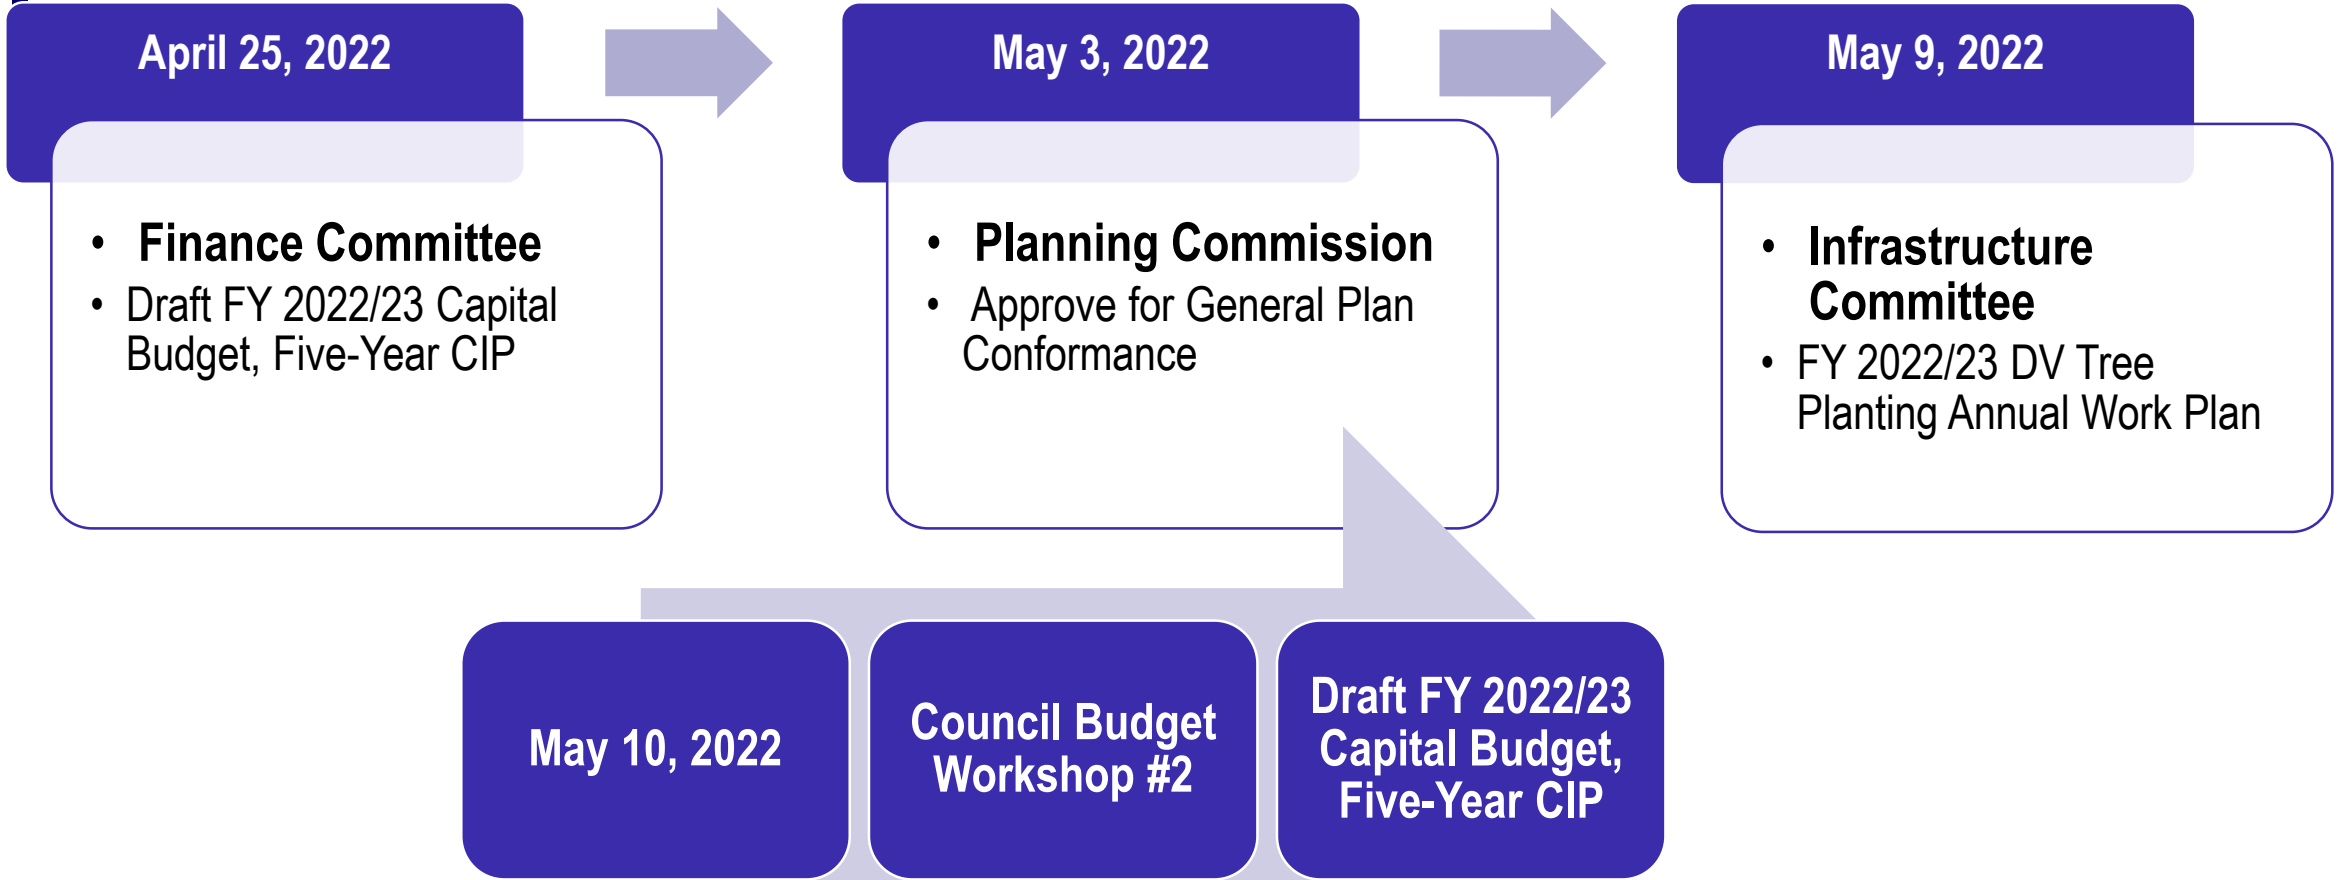 April 25, 2022
• Finance Committee
• Draft FY 2022/23 Capital
Budget, Five-Year CIP
May 3, 2022
• Planning Commission
• Approve for General Plan
Conformance
May 9, 2022
• Infrastructure
Committee
• FY 2022/23 DV Tree
Planting Annual Work Plan
May 10, 2022
Council Budget
Workshop #2
Draft FY 2022/23
Capital Budget,
Five-Year CIP